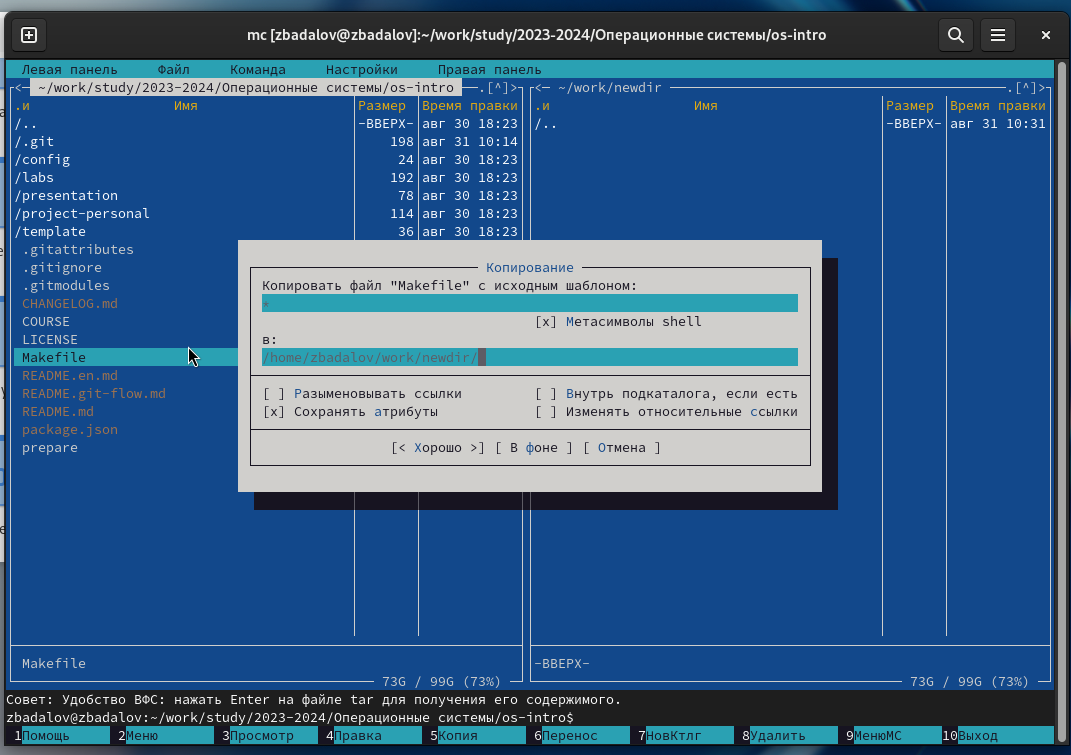 mc [zbadalov@zbadalov]:~/work/study/2023-2024/Операционные системы/os-intro
Левая панель Файл Команда Настройки Правая панель
<— ~/work/study/2023-2024/Операционные системы/os-intro —.[^]> <— ~/work/newdir —.[^]>
.и Имя Размер Время правки .и Имя Размер Время правки
/.. -ВВЕРХ- авг 30 18:23 /.. -ВВЕРХ- авг 31 10:31
/.git 198 авг 31 10:14
/config 24 авг 30 18:23
/labs 192 авг 30 18:23
/presentation 78 авг 30 18:23
/project-personal 114 авг 30 18:23
/template 36 авг 30 18:23
.gitattributes
.gitignore
.gitmodules
CHANGELOG.md
COURSE
LICENSE
Makefile
README.en.md
README.git-flow.md
README.md
package.json
prepare
Копирование
Копировать файл "Makefile" с исходным шаблоном:
*
[x] Метасимволы shell
в:
/home/zbadalov/work/newdir/
[ ] Разыменовывать ссылки [ ] Внутрь подкаталога, если есть
[x] Сохранять атрибуты [ ] Изменять относительные ссылки
[< Хорошо >] [ В фоне ] [ Отмена ]
Makefile -ВВЕРХ-
73G / 99G (73%) 73G / 99G (73%)
Совет: Удобство ВФС: нажать Enter на файле tar для получения его содержимого.
zbadalov@zbadalov:~/work/study/2023-2024/Операционные системы/os-intro$
1Помощь 2Меню 3Просмотр 4Правка 5Копия 6Перенос 7НовКтлг 8Удалить 9МенюМС 10Выход